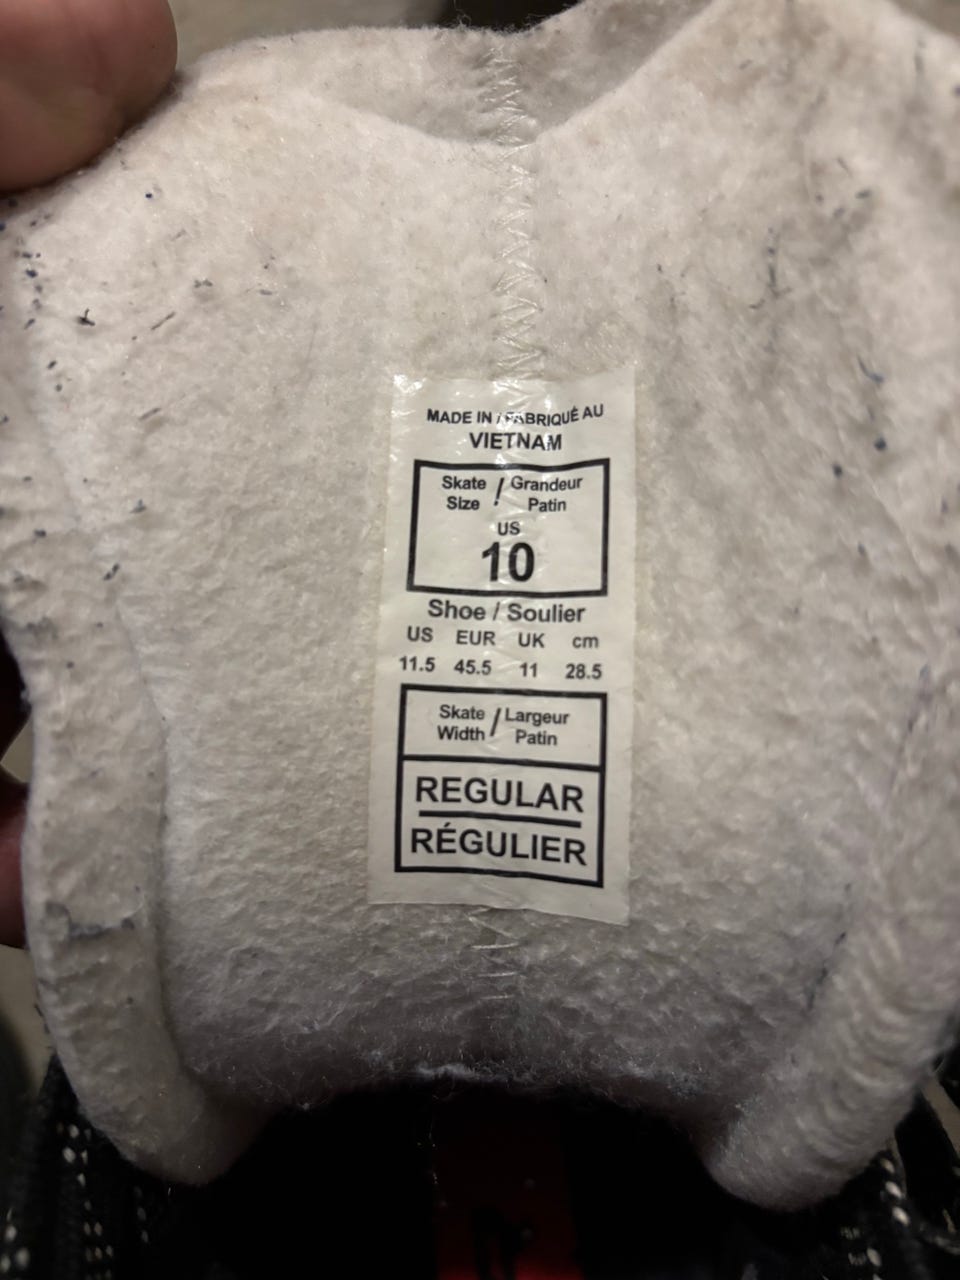 MADE IN / FABRIQUÉ AU
VIETNAM
Skate Size / Grandeur Patin
US
10
Shoe / Soulier
US EUR UK cm
11.5 45.5 11 28.5
Skate Width / Largeur Patin
REGULAR
RÉGULIER